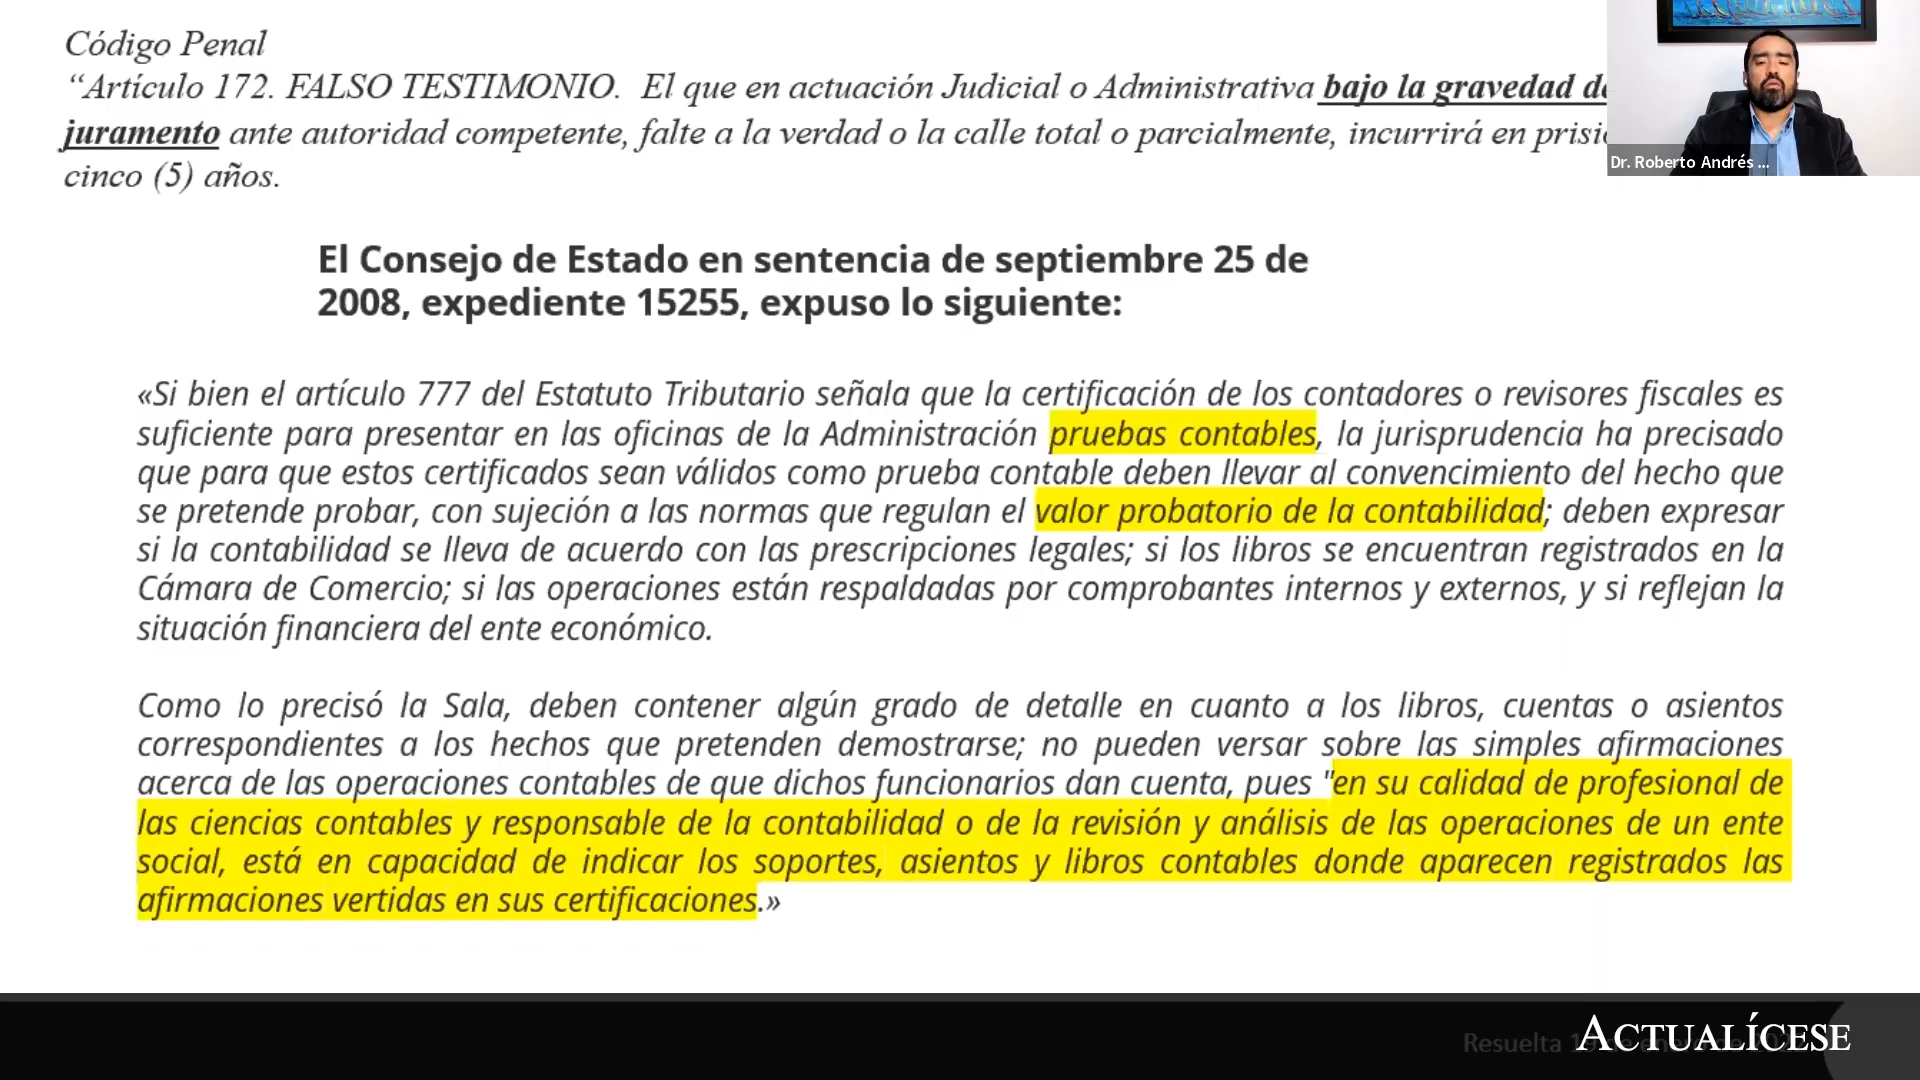 Código Penal
“Artículo 172. FALSO TESTIMONIO. El que en actuación Judicial o Administrativa bajo la gravedad de
juramento ante autoridad competente, falte a la verdad o la calle total o parcialmente, incurrirá en
cinco (5) años.
Dr. Roberto Andrés ...
El Consejo de Estado en sentencia de septiembre 25 de
2008, expediente 15255, expuso lo siguiente:
«Si bien el artículo 777 del Estatuto Tributario señala que la certificación de los contadores o revisores fiscales es
suficiente para presentar en las oficinas de la Administración pruebas contables, la jurisprudencia ha precisado
que para que estos certificados sean válidos como prueba contable deben llevar al convencimiento del hecho que
se pretende probar, con sujeción a las normas que regulan el valor probatorio de la contabilidad; deben expresar
si la contabilidad se lleva de acuerdo con las prescripciones legales; si los libros se encuentran registrados en la
Cámara de Comercio; si las operaciones están respaldadas por comprobantes internos y externos, y si reflejan la
situación financiera del ente económico.
Como lo precisó la Sala, deben contener algún grado de detalle en cuanto a los libros, cuentas o asientos
correspondientes a los hechos que pretenden demostrarse; no pueden versar sobre las simples afirmaciones
acerca de las operaciones contables de que dichos funcionarios dan cuenta, pues "en su calidad de profesional de
las ciencias contables y responsable de la contabilidad o de la revisión y análisis de las operaciones de un ente
social, está en capacidad de indicar los soportes, asientos y libros contables donde aparecen registrados las
afirmaciones vertidas en sus certificaciones.»
Resuelta
ACTUALÍCESE